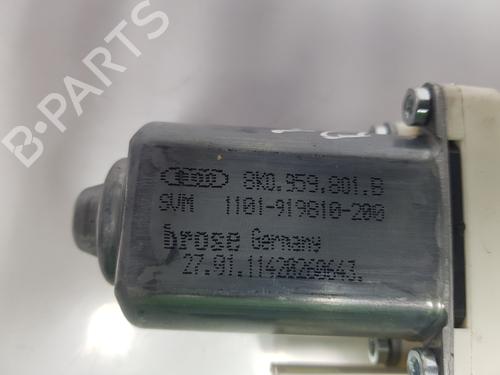 B-PARTS
8K0.959.801.B
SVM 1101-919810-200
brose Germany
27.01.11420260643.